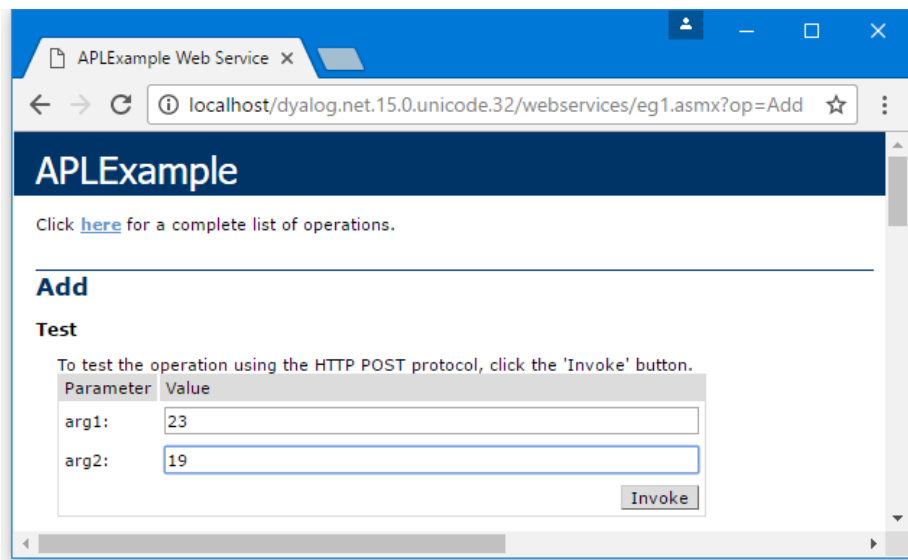 APLExample Web Service
localhost/dyalog.net.15.0.unicode.32/webservices/eg1.asmx?op=Add
APLExample
Click here for a complete list of operations.
Add
Test
To test the operation using the HTTP POST protocol, click the 'Invoke' button.
Parameter Value
arg1: 23
arg2: 19
Invoke